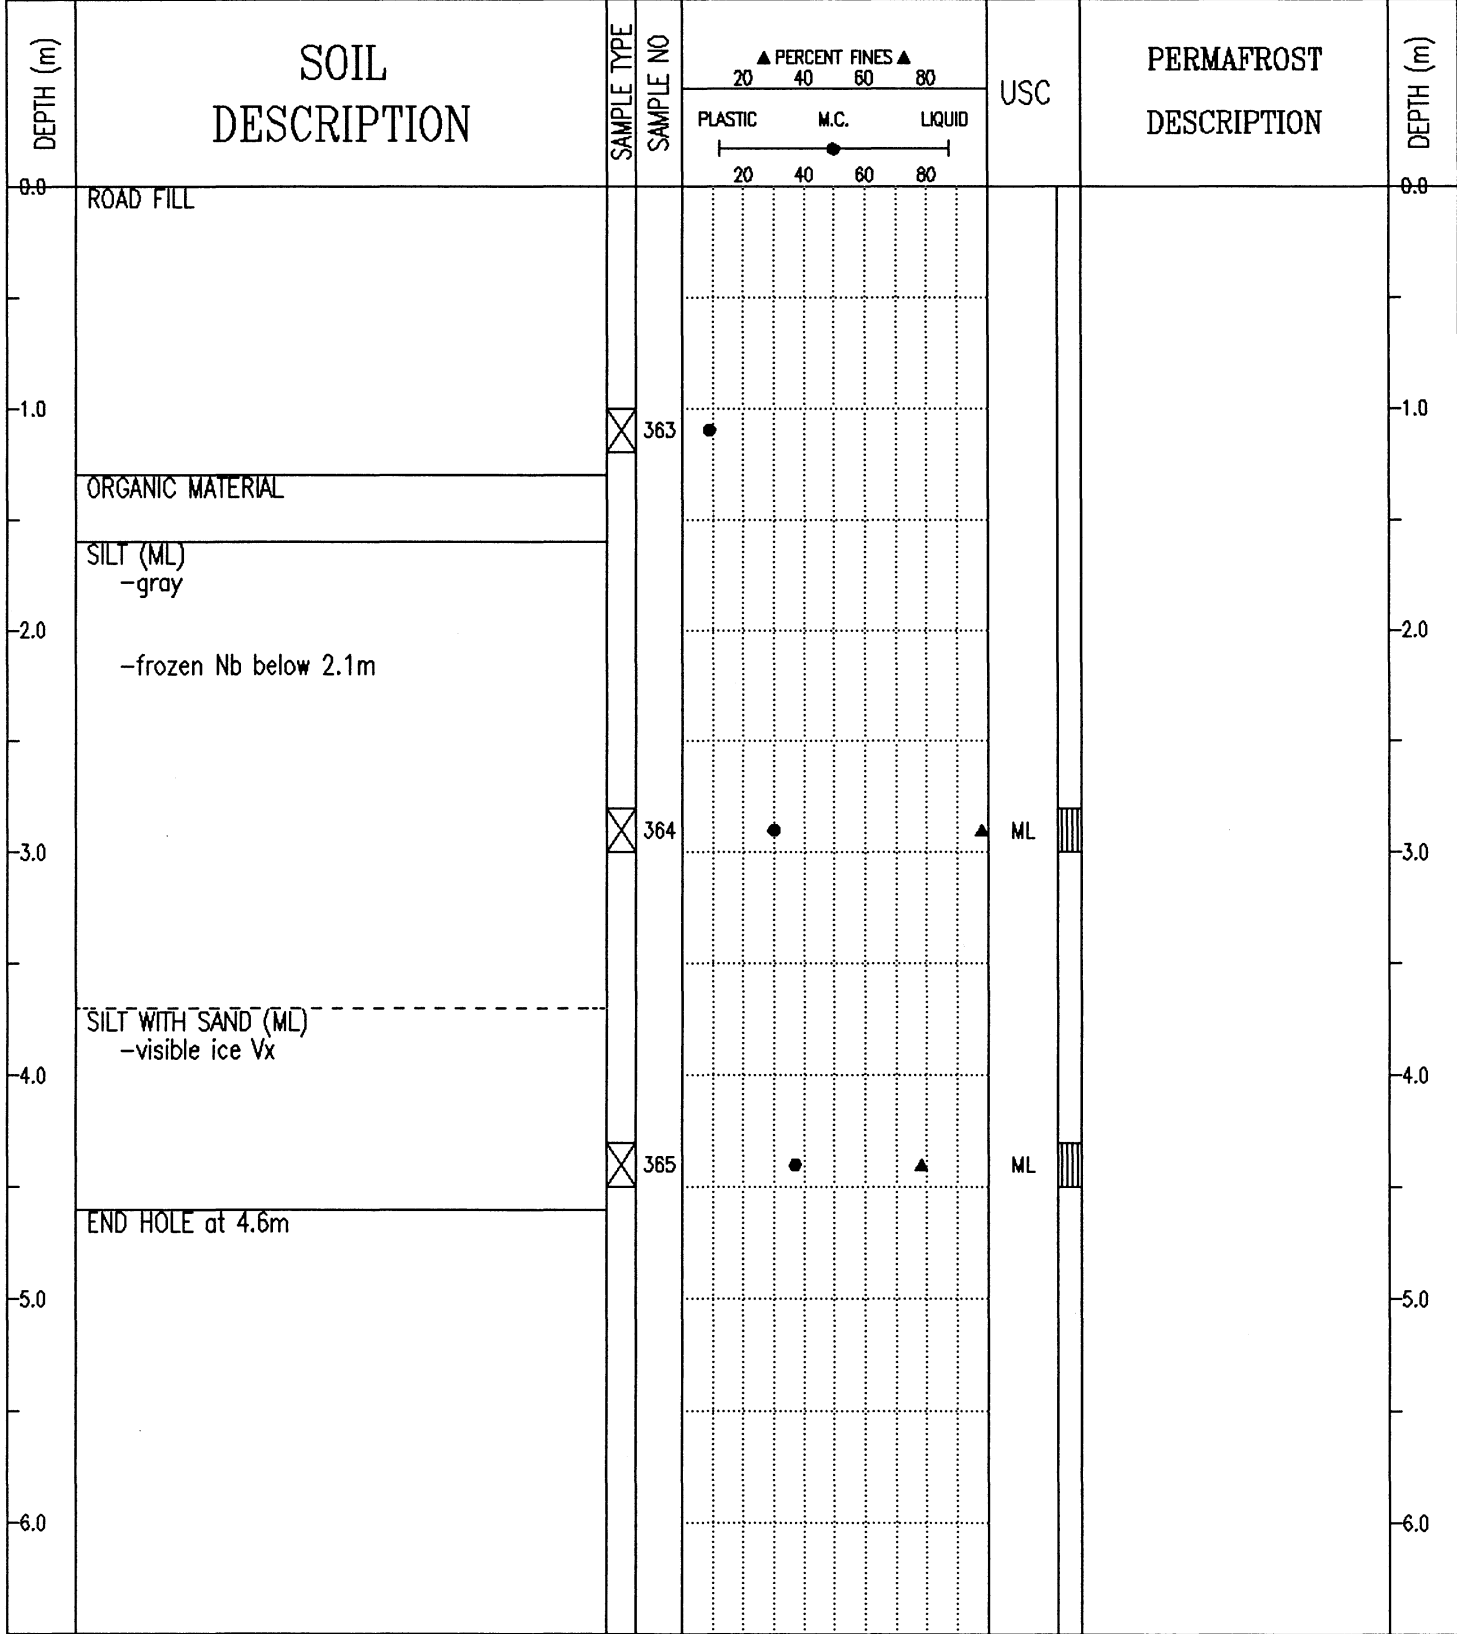 DEPTH (m)
SOIL
DESCRIPTION
SAMPLE TYPE
SAMPLE NO
▲ PERCENT FINES ▲
20 40 60 80
PLASTIC M.C. LIQUID
20 40 60 80
USC
PERMAFROST
DESCRIPTION
DEPTH (m)
0.0 0.0
ROAD FILL
1.0 1.0
363
ORGANIC MATERIAL
SILT (ML)
-gray
2.0 2.0
-frozen Nb below 2.1m
364 ML
3.0 3.0
SILT WITH SAND (ML)
-visible ice Vx
4.0 4.0
365 ML
END HOLE at 4.6m
5.0 5.0
6.0 6.0